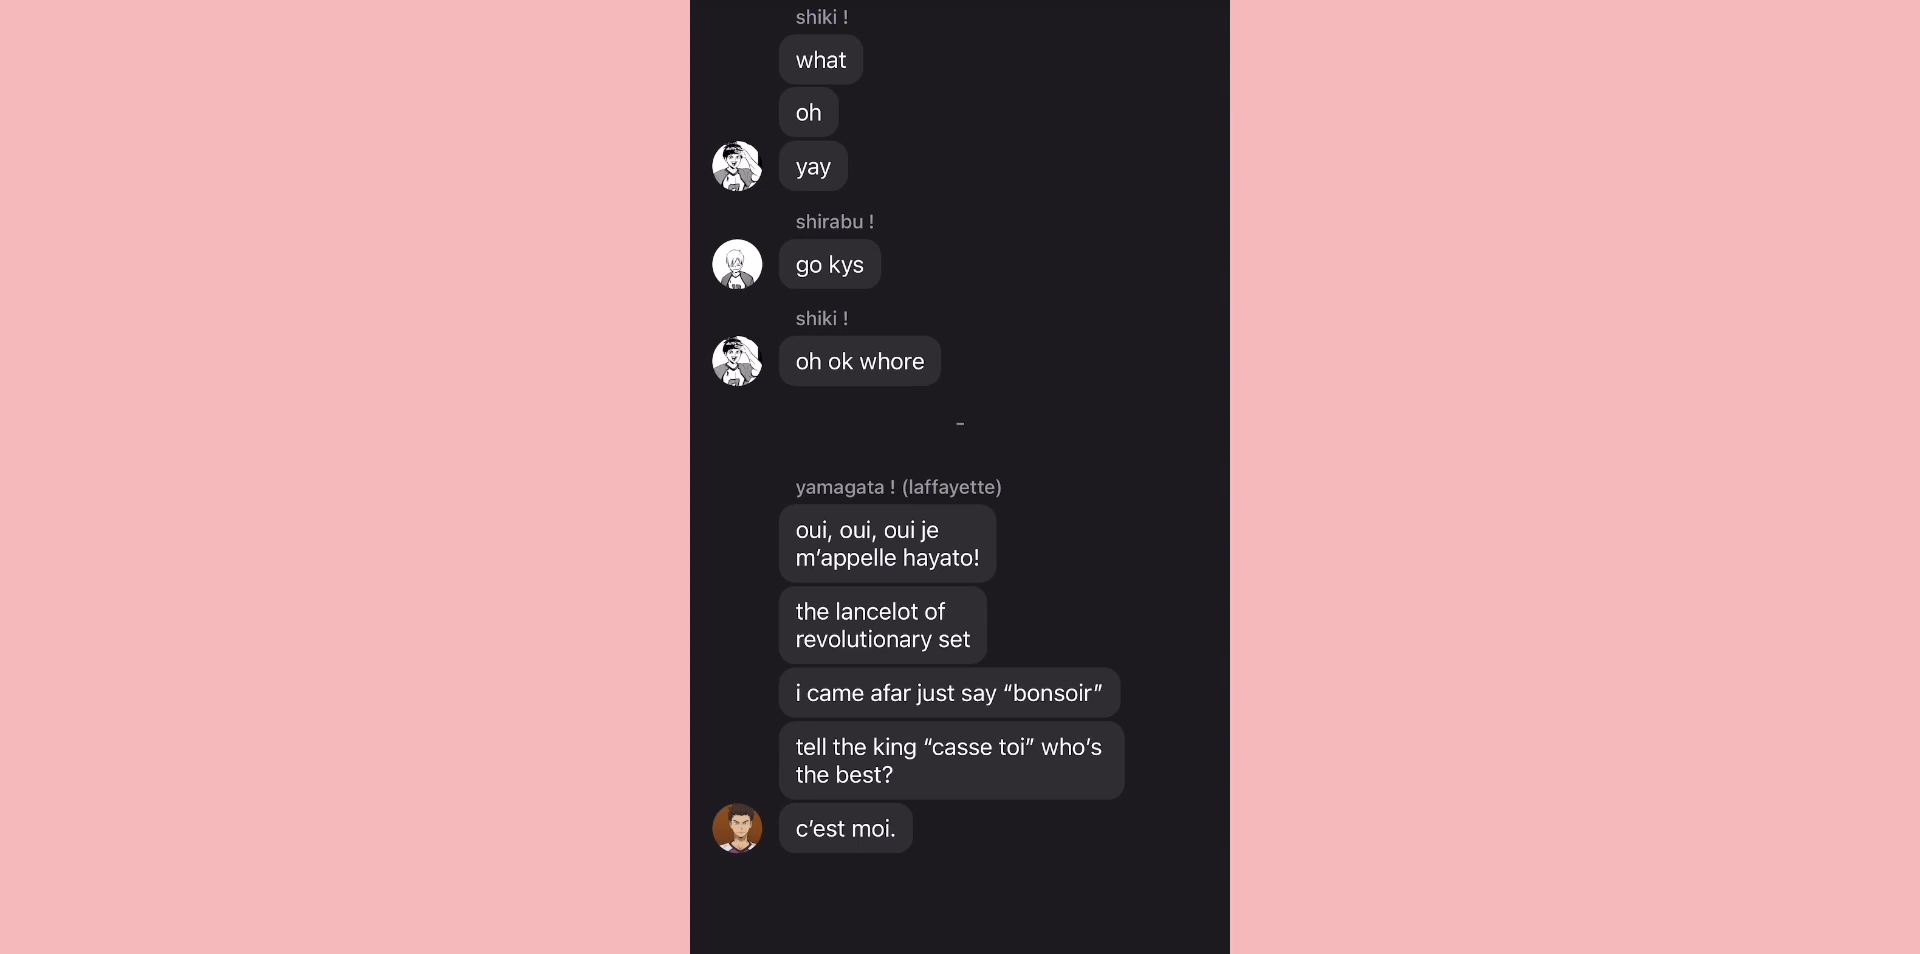 shiki !
what
oh
yay
shirabu !
go kys
shiki !
oh ok whore
-
yamagata ! (laffayette)
oui, oui, oui je
m’appelle hayato!
the lancelot of
revolutionary set
i came afar just say “bonsoir”
tell the king “casse toi” who’s
the best?
c’est moi.